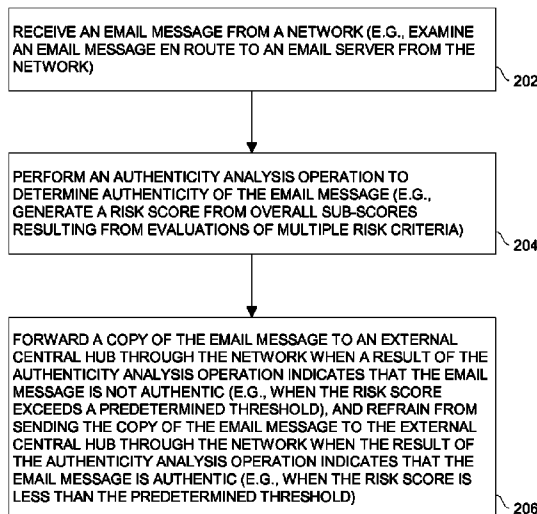 RECEIVE AN EMAIL MESSAGE FROM A NETWORK (E.G., EXAMINE
AN EMAIL MESSAGE EN ROUTE TO AN EMAIL SERVER FROM THE
NETWORK)
202
PERFORM AN AUTHENTICITY ANALYSIS OPERATION TO
DETERMINE AUTHENTICITY OF THE EMAIL MESSAGE (E.G.,
GENERATE A RISK SCORE FROM OVERALL SUB-SCORES
RESULTING FROM EVALUATIONS OF MULTIPLE RISK CRITERIA)
204
FORWARD A COPY OF THE EMAIL MESSAGE TO AN EXTERNAL
CENTRAL HUB THROUGH THE NETWORK WHEN A RESULT OF THE
AUTHENTICITY ANALYSIS OPERATION INDICATES THAT THE EMAIL
MESSAGE IS NOT AUTHENTIC (E.G., WHEN THE RISK SCORE
EXCEEDS A PREDETERMINED THRESHOLD), AND REFRAIN FROM
SENDING THE COPY OF THE EMAIL MESSAGE TO THE EXTERNAL
CENTRAL HUB THROUGH THE NETWORK WHEN THE RESULT OF
THE AUTHENTICITY ANALYSIS OPERATION INDICATES THAT THE
EMAIL MESSAGE IS AUTHENTIC (E.G., WHEN THE RISK SCORE IS
LESS THAN THE PREDETERMINED THRESHOLD)
206